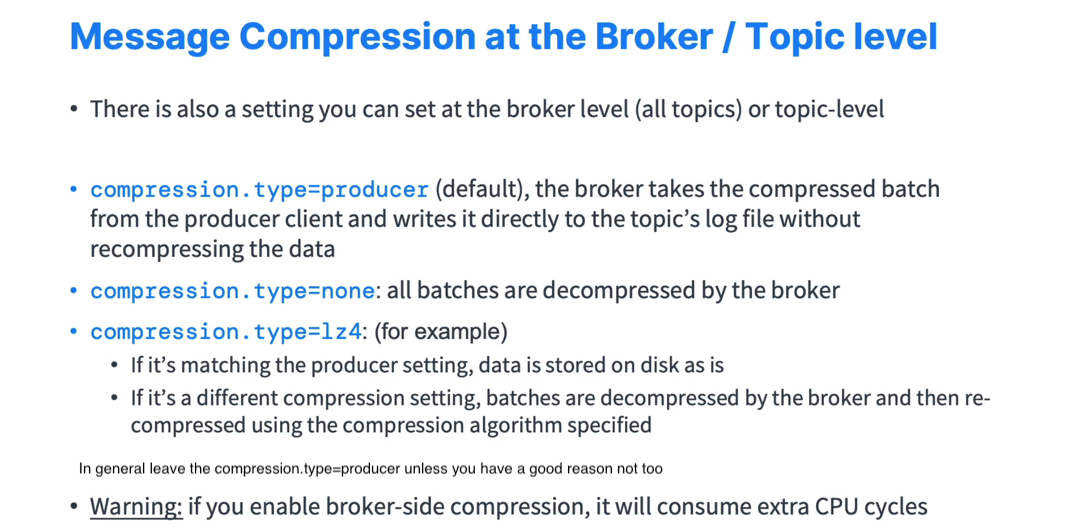 Message Compression at the Broker / Topic level
• There is also a setting you can set at the broker level (all topics) or topic-level
• compression.type=producer (default), the broker takes the compressed batch
from the producer client and writes it directly to the topic's log file without
recompressing the data
• compression.type=none: all batches are decompressed by the broker
• compression.type=lz4: (for example)
• If it's matching the producer setting, data is stored on disk as is
• If it's a different compression setting, batches are decompressed by the broker and then re-
compressed using the compression algorithm specified
In general leave the compression.type=producer unless you have a good reason not too
• Warning: if you enable broker-side compression, it will consume extra CPU cycles